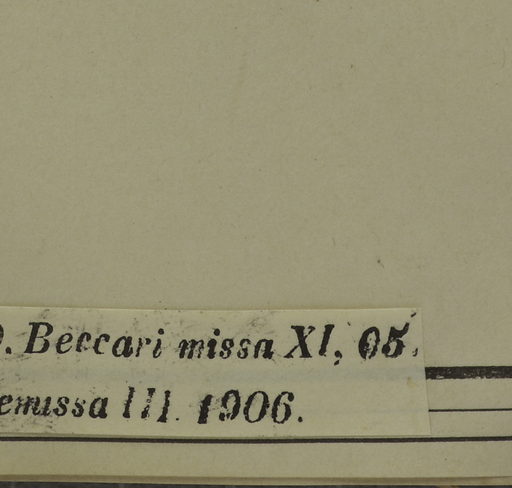 . Beccari missa XI, 05.
emissa III. 1906.